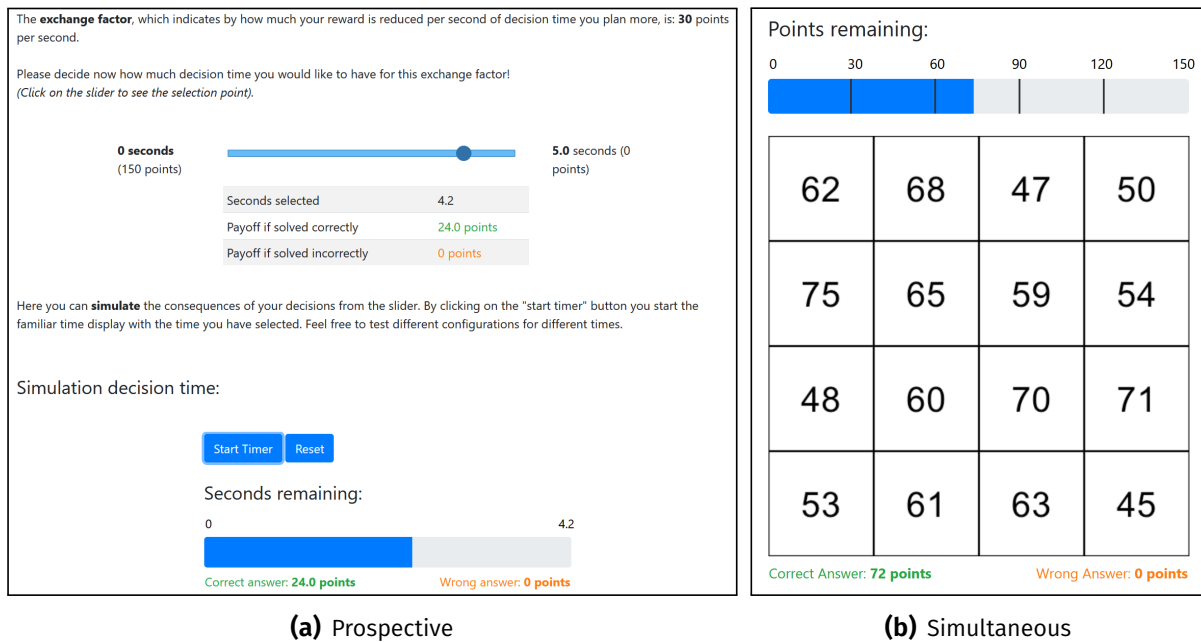 The exchange factor, which indicates by how much your reward is reduced per second of decision time you plan more, is: 30 points
per second.
Please decide now how much decision time you would like to have for this exchange factor!
(Click on the slider to see the selection point).
0 seconds
(150 points)
5.0 seconds (0
points)
Seconds selected 4.2
Payoff if solved correctly 24.0 points
Payoff if solved incorrectly 0 points
Here you can simulate the consequences of your decisions from the slider. By clicking on the "start timer" button you start the
familiar time display with the time you have selected. Feel free to test different configurations for different times.
Simulation decision time:
Start Timer Reset
Seconds remaining:
0 4.2
Correct answer: 24.0 points Wrong answer: 0 points
(a) Prospective
Points remaining:
0 30 60 90 120 150
62 68 47 50
75 65 59 54
48 60 70 71
53 61 63 45
Correct Answer: 72 points Wrong Answer: 0 points
(b) Simultaneous